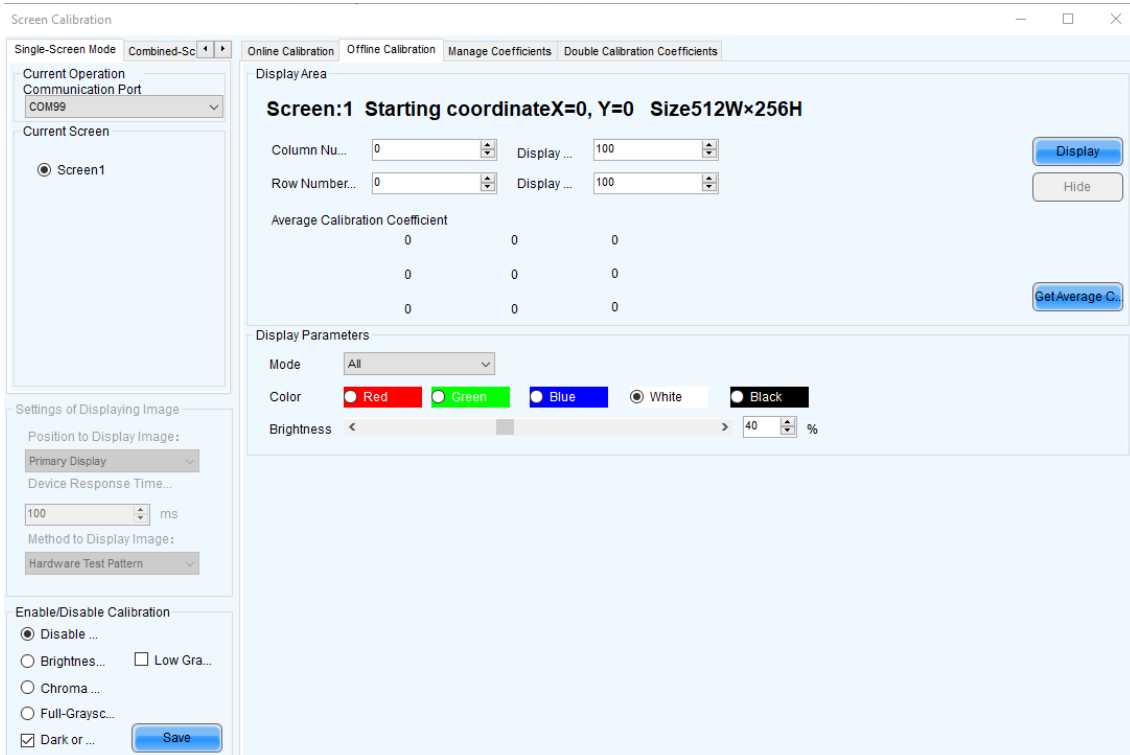 Screen Calibration
Single-Screen Mode Combined-Sc
Current Operation
Communication Port
COM99
Current Screen
Screen1
Settings of Displaying Image
Position to Display Image:
Primary Display
Device Response Time...
100 ms
Method to Display Image:
Hardware Test Pattern
Enable/Disable Calibration
Disable ...
Brightnes... Low Gra...
Chroma ...
Full-Graysc...
Dark or ... Save
Online Calibration Offline Calibration Manage Coefficients Double Calibration Coefficients
Display Area
Screen:1 Starting coordinateX=0, Y=0 Size512W×256H
Column Nu... 0 Display ... 100 Display
Row Number... 0 Display ... 100 Hide
Average Calibration Coefficient
0 0 0
0 0 0
0 0 0
Get Average C...
Display Parameters
Mode All
Color Red Green Blue White Black
Brightness 40 %